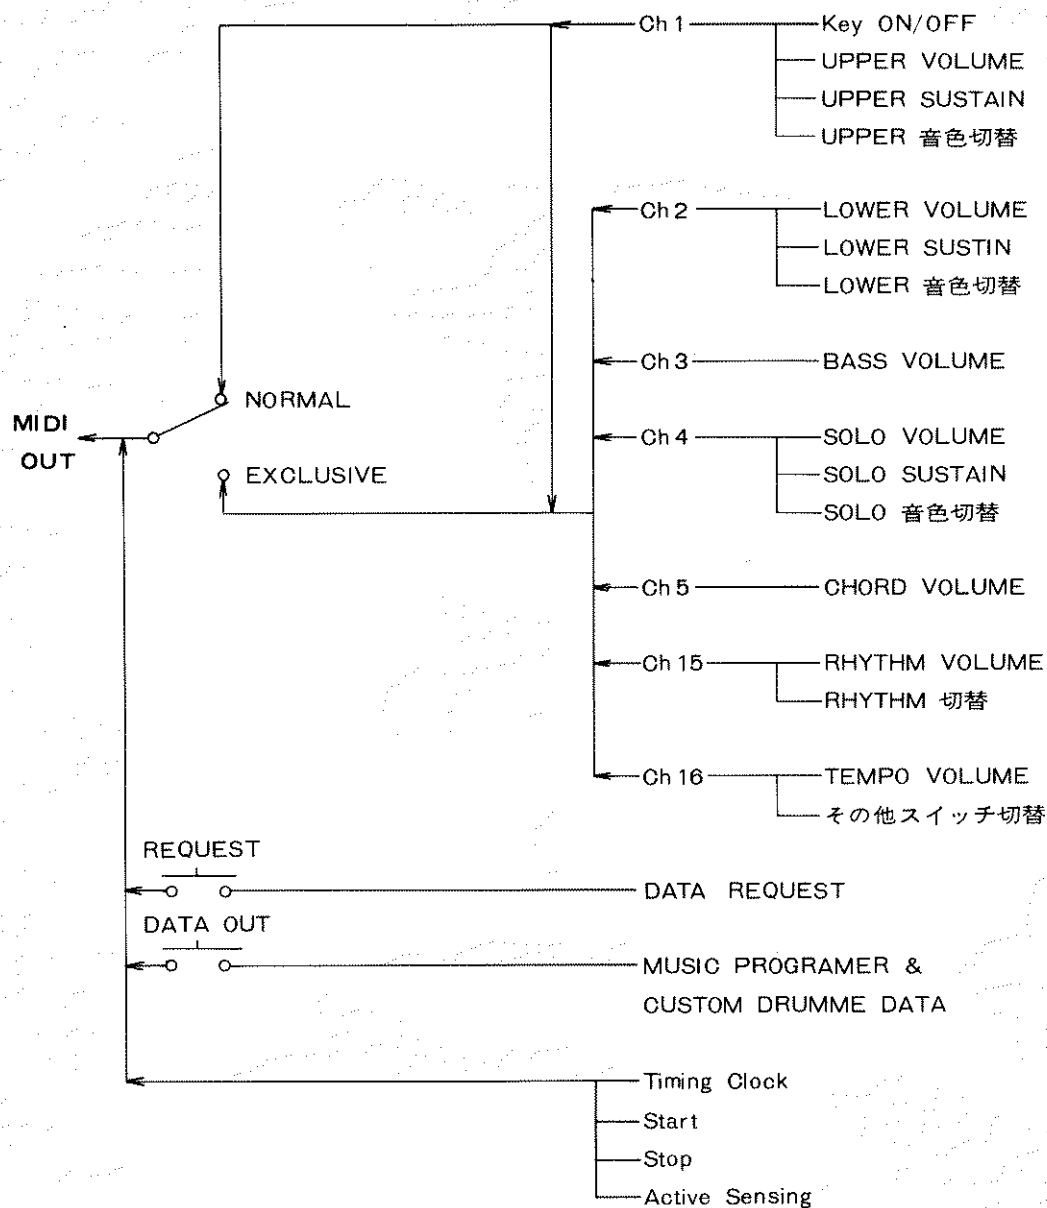 Ch 1
Key ON/OFF
UPPER VOLUME
UPPER SUSTAIN
UPPER 音色切替
Ch 2
LOWER VOLUME
LOWER SUSTIN
LOWER 音色切替
Ch 3
BASS VOLUME
NORMAL
MIDI
OUT
Ch 4
SOLO VOLUME
EXCLUSIVE
SOLO SUSTAIN
SOLO 音色切替
Ch 5
CHORD VOLUME
Ch 15
RHYTHM VOLUME
RHYTHM 切替
Ch 16
TEMPO VOLUME
その他スイッチ切替
REQUEST
DATA REQUEST
DATA OUT
MUSIC PROGRAMER &
CUSTOM DRUMME DATA
Timing Clock
Start
Stop
Active Sensing